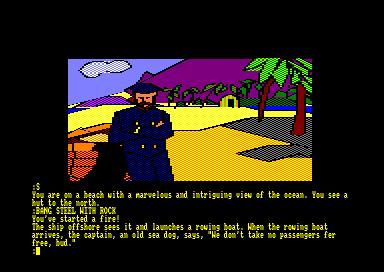 :S
You are on a beach with a marvelous and intriguing view of the ocean. You see a
hut to the north.
:BANG STEEL WITH ROCK
You've started a fire!
The ship offshore sees it and launches a rowing boat. When the rowing boat
arrives, the captain, an old sea dog, says, "We don't take no passengers fer
free, bud."
: